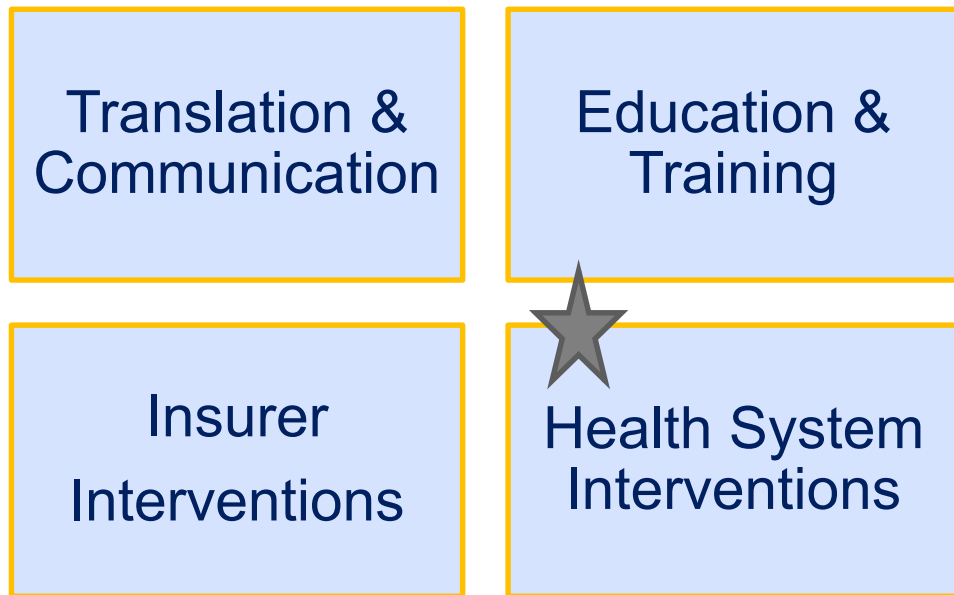 Translation &
Communication
Education &
Training
Insurer
Interventions
Health System
Interventions